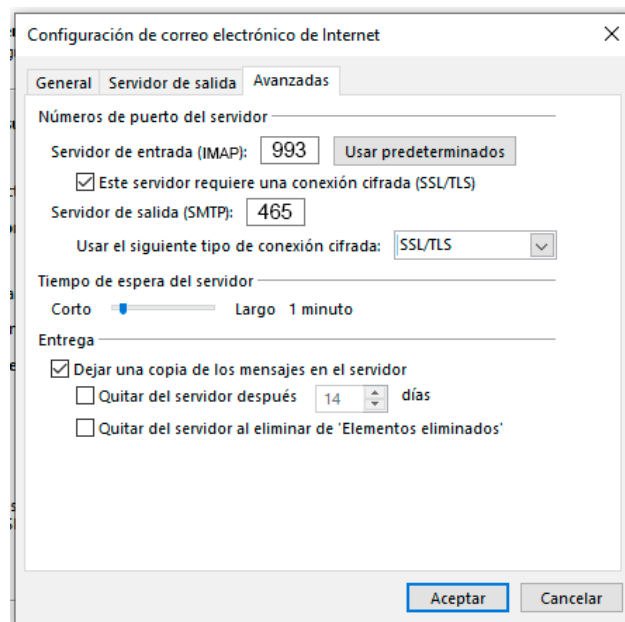 Configuración de correo electrónico de Internet
General Servidor de salida Avanzadas
Números de puerto del servidor
Servidor de entrada (IMAP): 993 Usar predeterminados
Este servidor requiere una conexión cifrada (SSL/TLS)
Servidor de salida (SMTP): 465
Usar el siguiente tipo de conexión cifrada: SSL/TLS
Tiempo de espera del servidor
Corto Largo 1 minuto
Entrega
Dejar una copia de los mensajes en el servidor
Quitar del servidor después 14 días
Quitar del servidor al eliminar de 'Elementos eliminados'
Aceptar Cancelar